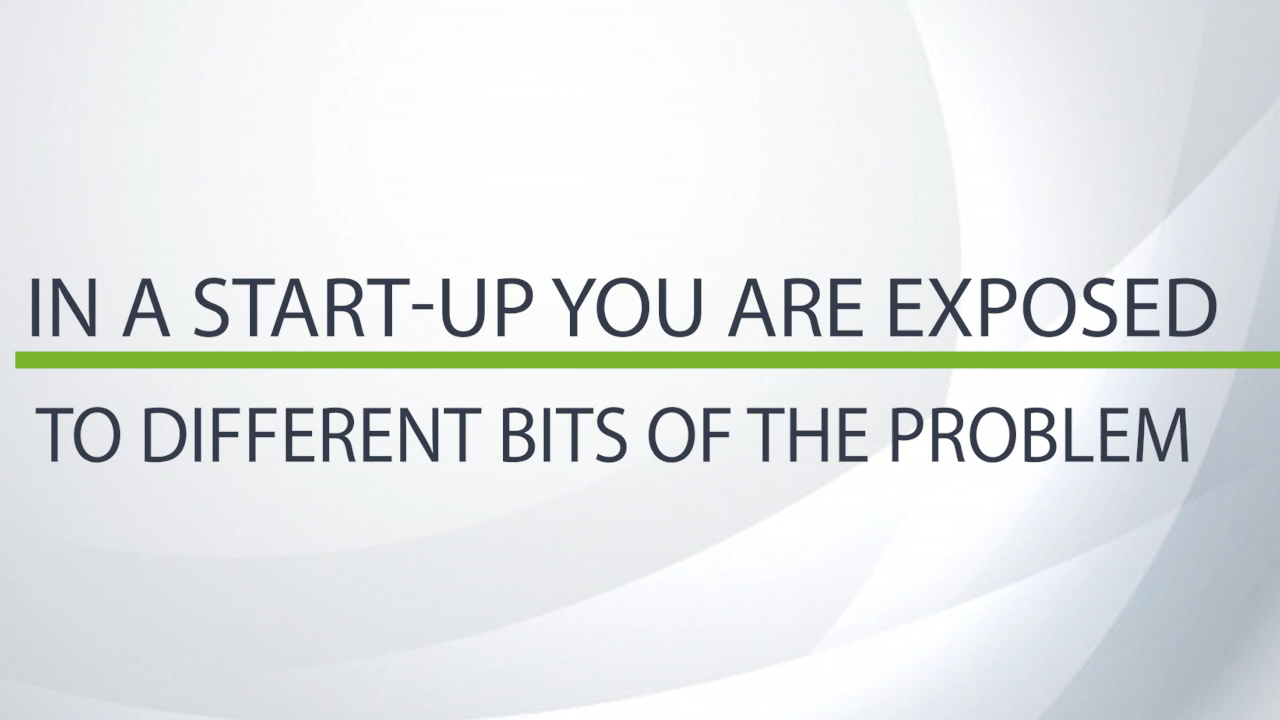 IN A START-UP YOU ARE EXPOSED
TO DIFFERENT BITS OF THE PROBLEM